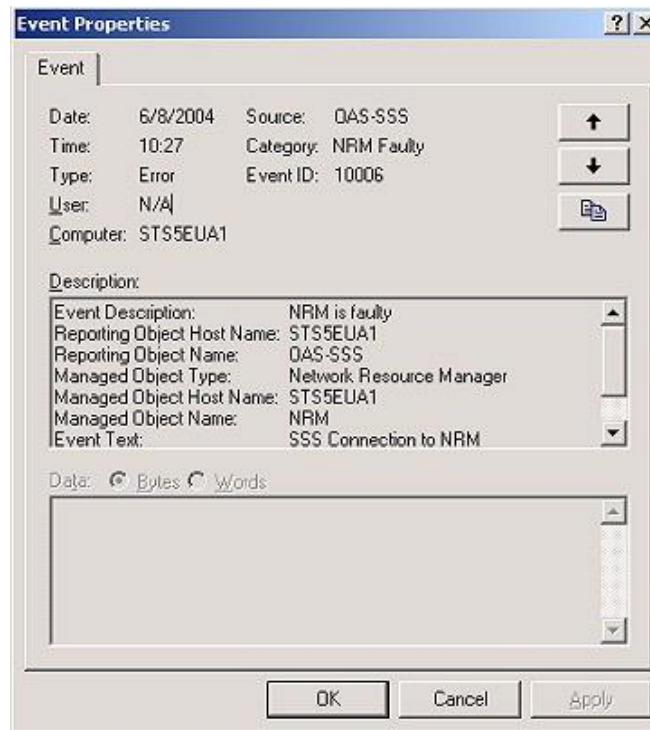 Event Properties
Event
Date: 6/8/2004 Source: OAS-SSS
Time: 10:27 Category: NRM Faulty
Type: Error Event ID: 10006
User: N/A
Computer: STS5EUA1
Description:
Event Description: NRM is faulty
Reporting Object Host Name: STS5EUA1
Reporting Object Name: OAS-SSS
Managed Object Type: Network Resource Manager
Managed Object Host Name: STS5EUA1
Managed Object Name: NRM
Event Text: SSS Connection to NRM
Data: Bytes Words
OK Cancel Apply